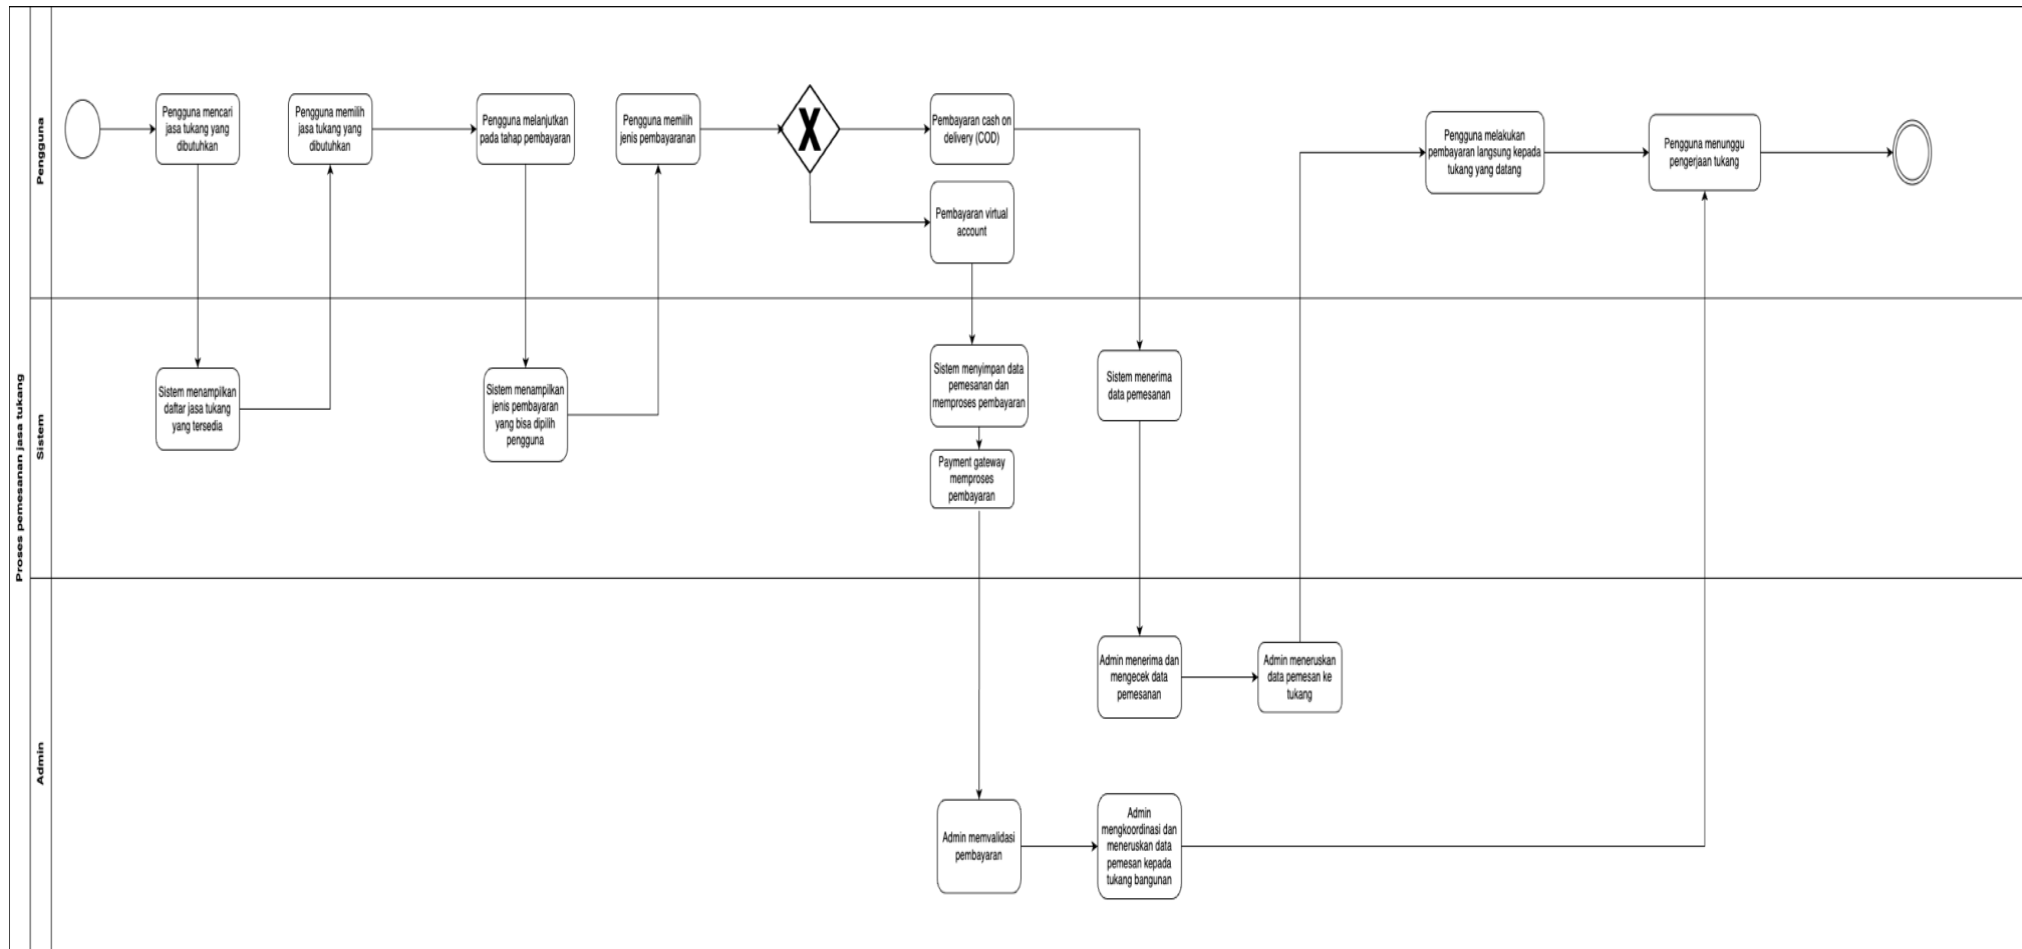 Proses pemesanan jasa tukang
Pengguna
Pengguna mencari
jasa tukang yang
dibutuhkan
Pengguna memilih
jasa tukang yang
dibutuhkan
Pengguna melanjutkan
pada tahap pembayaran
Pengguna memilih
jenis pembayaranan
X
Pembayaran cash on
delivery (COD)
Pembayaran virtual
account
Pengguna melakukan
pembayaran langsung kepada
tukang yang datang
Pengguna menunggu
pengerjaan tukang
Sistem
Sistem menampilkan
daftar jasa tukang
yang tersedia
Sistem menampilkan
jenis pembayaran
yang bisa dipilih
pengguna
Sistem menyimpan data
pemesanan dan
memproses pembayaran
Payment gateway
memproses
pembayaran
Sistem menerima
data pemesanan
Admin
Admin menerima dan
mengecek data
pemesanan
Admin meneruskan
data pemesan ke
tukang
Admin memvalidasi
pembayaran
Admin
mengkoordinasi dan
meneruskan data
pemesan kepada
tukang bangunan